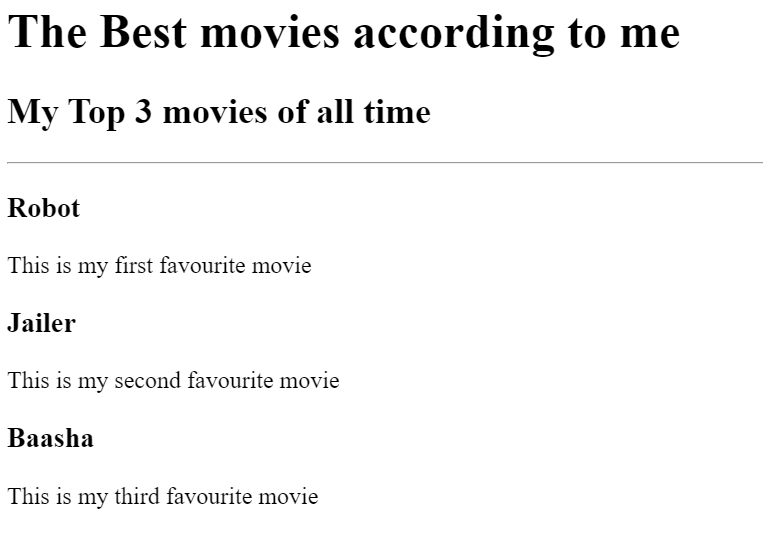 The Best movies according to me
My Top 3 movies of all time
Robot
This is my first favourite movie
Jailer
This is my second favourite movie
Baasha
This is my third favourite movie